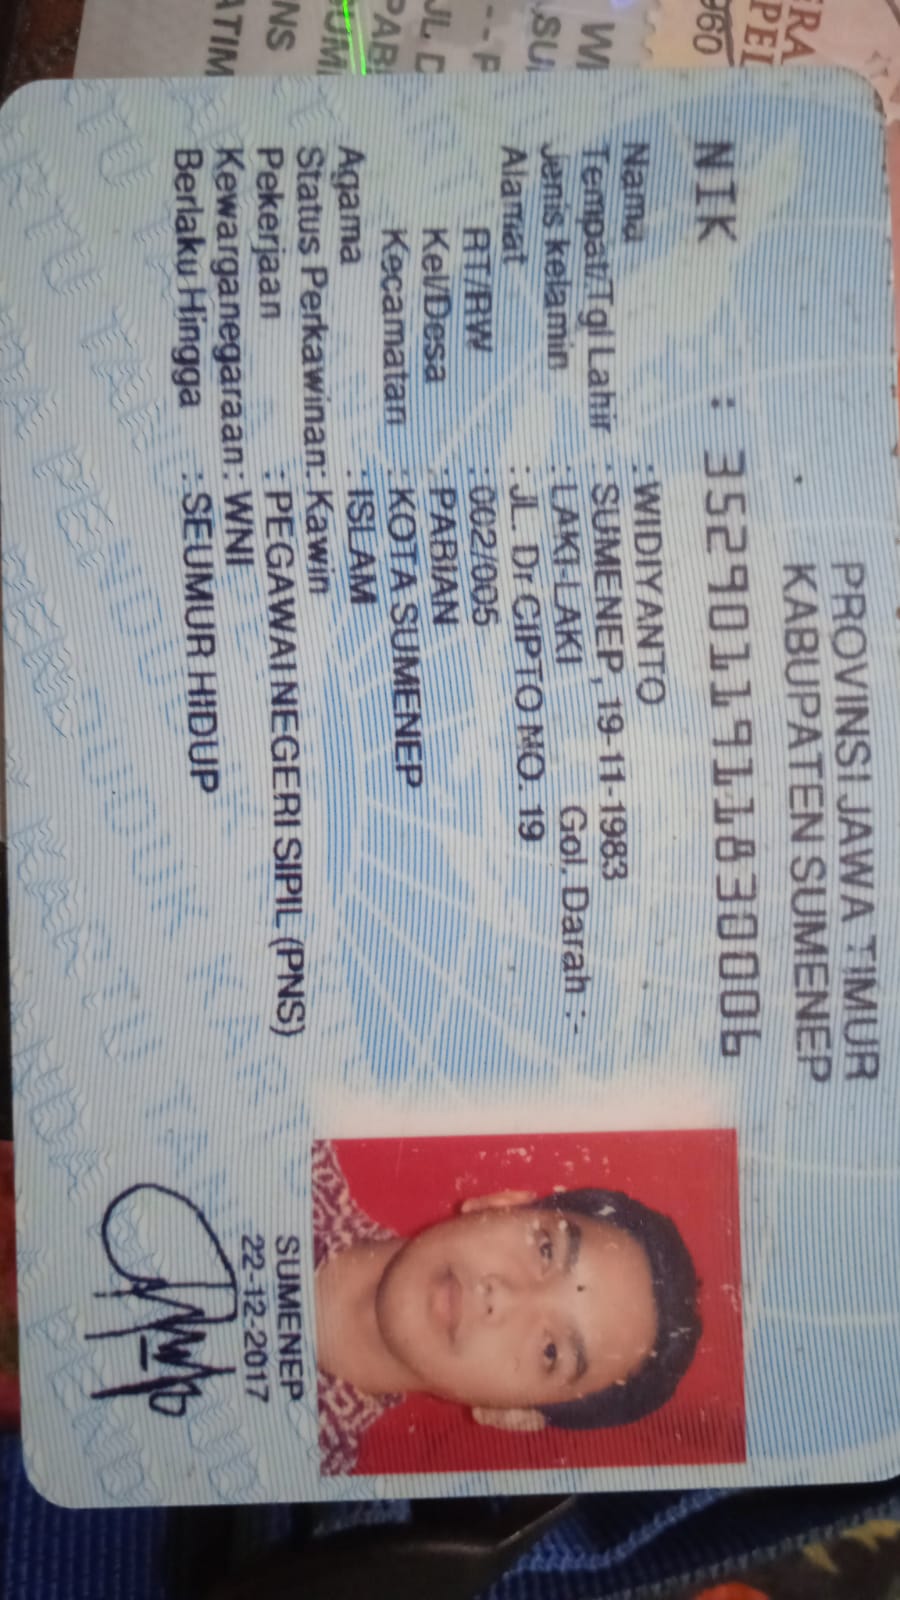 PROVINSI JAWA TIMUR
KABUPATEN SUMENEP
NIK : 3529011911830006
Nama : WIDIYANTO
Tempat/Tgl Lahir : SUMENEP, 19-11-1983
Jenis kelamin : LAKI-LAKI Gol. Darah : -
Alamat : JL. Dr CIPTO NO. 19
RT/RW : 002/005
Kel/Desa : PABIAN
Kecamatan : KOTA SUMENEP
Agama : ISLAM
Status Perkawinan: Kawin
Pekerjaan : PEGAWAI NEGERI SIPIL (PNS)
Kewarganegaraan: WNI
Berlaku Hingga : SEUMUR HIDUP
SUMENEP
22-12-2017